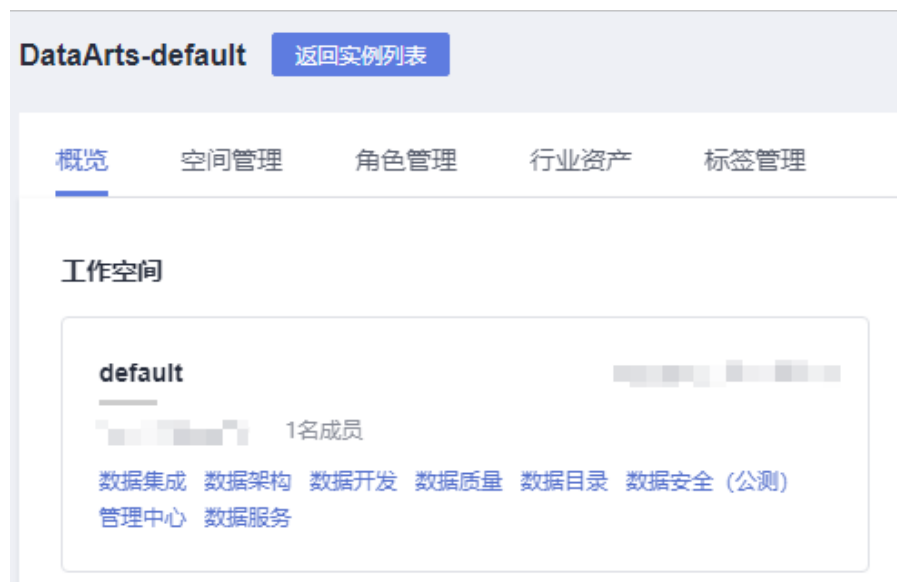 DataArts-default 返回实例列表
概览 空间管理 角色管理 行业资产 标签管理
工作空间
default
1名成员
数据集成 数据架构 数据开发 数据质量 数据目录 数据安全 (公测)
管理中心 数据服务